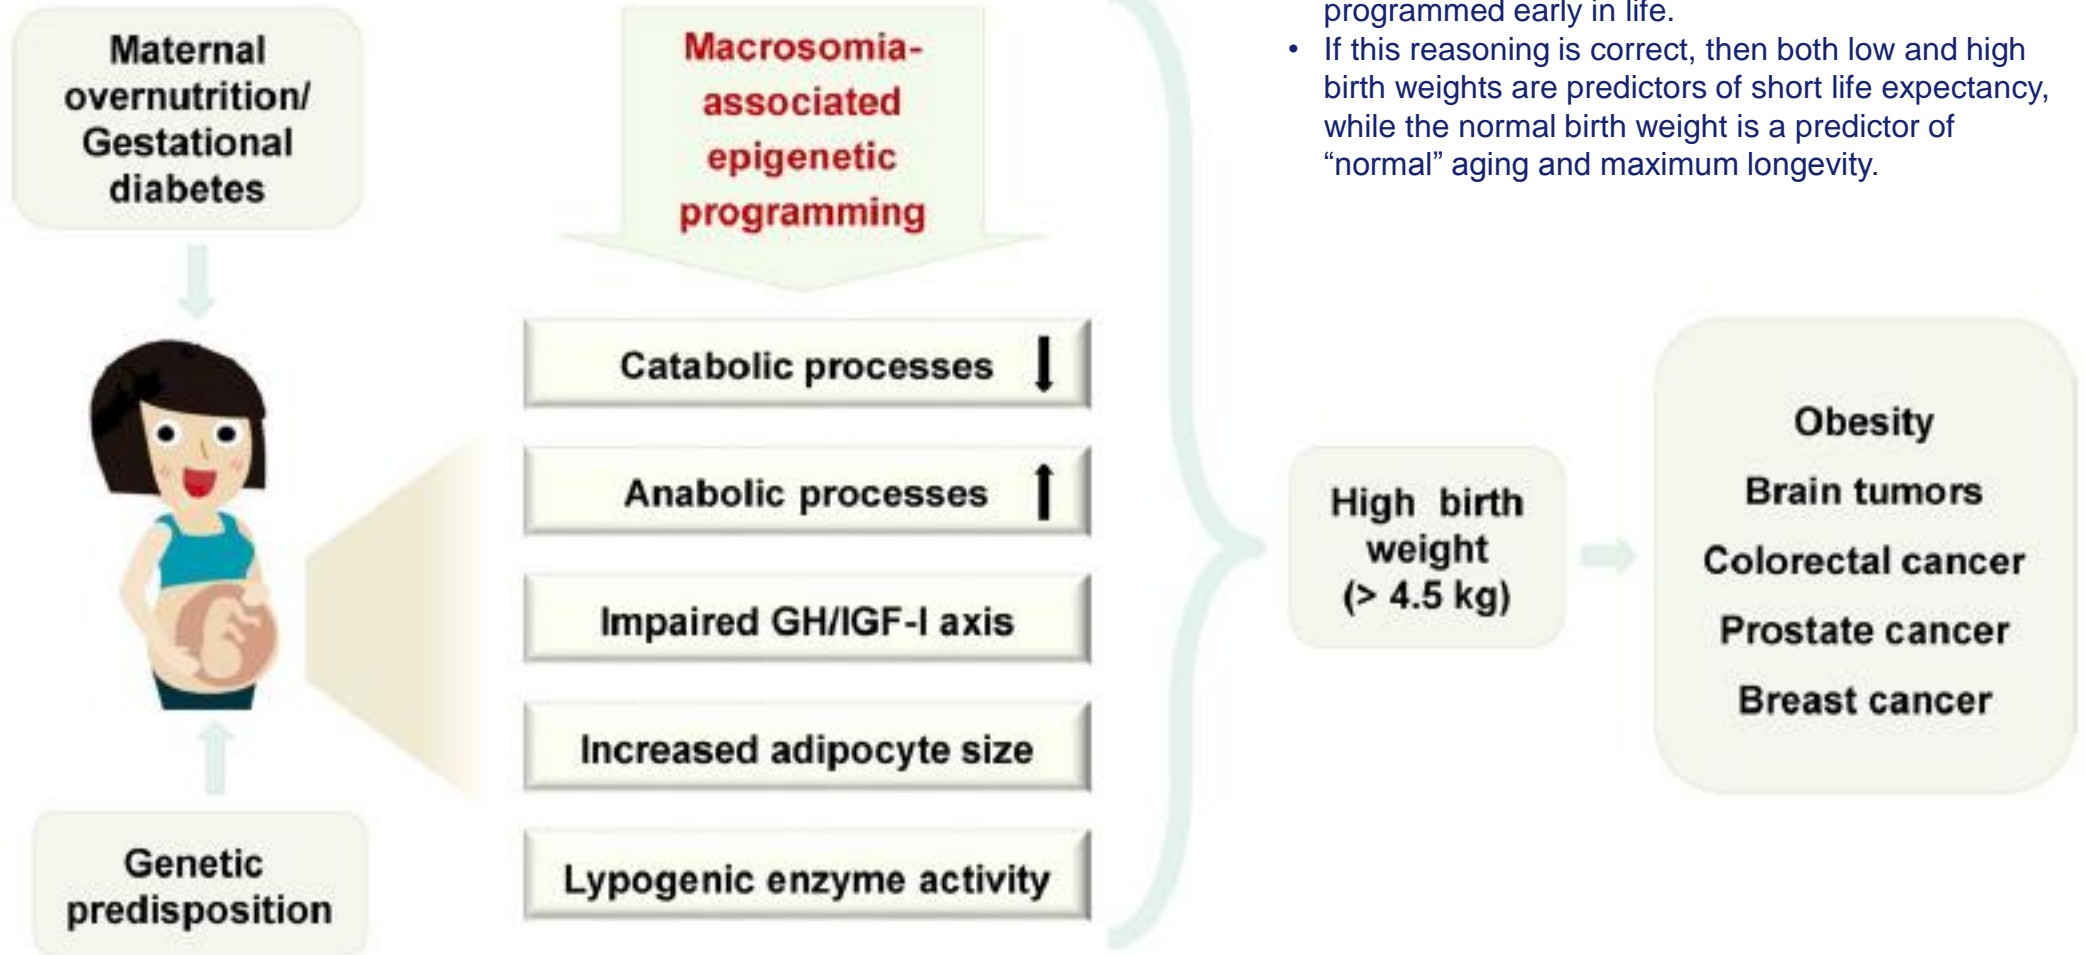 Maternal
overnutrition/
Gestational
diabetes
Genetic
predisposition
Macrosomia-
associated
epigenetic
programming
Catabolic processes ↓
Anabolic processes ↑
Impaired GH/IGF-I axis
Increased adipocyte size
Lypogenic enzyme activity
programmed early in life.
• If this reasoning is correct, then both low and high
birth weights are predictors of short life expectancy,
while the normal birth weight is a predictor of
“normal” aging and maximum longevity.
High birth
weight
(> 4.5 kg)
Obesity
Brain tumors
Colorectal cancer
Prostate cancer
Breast cancer